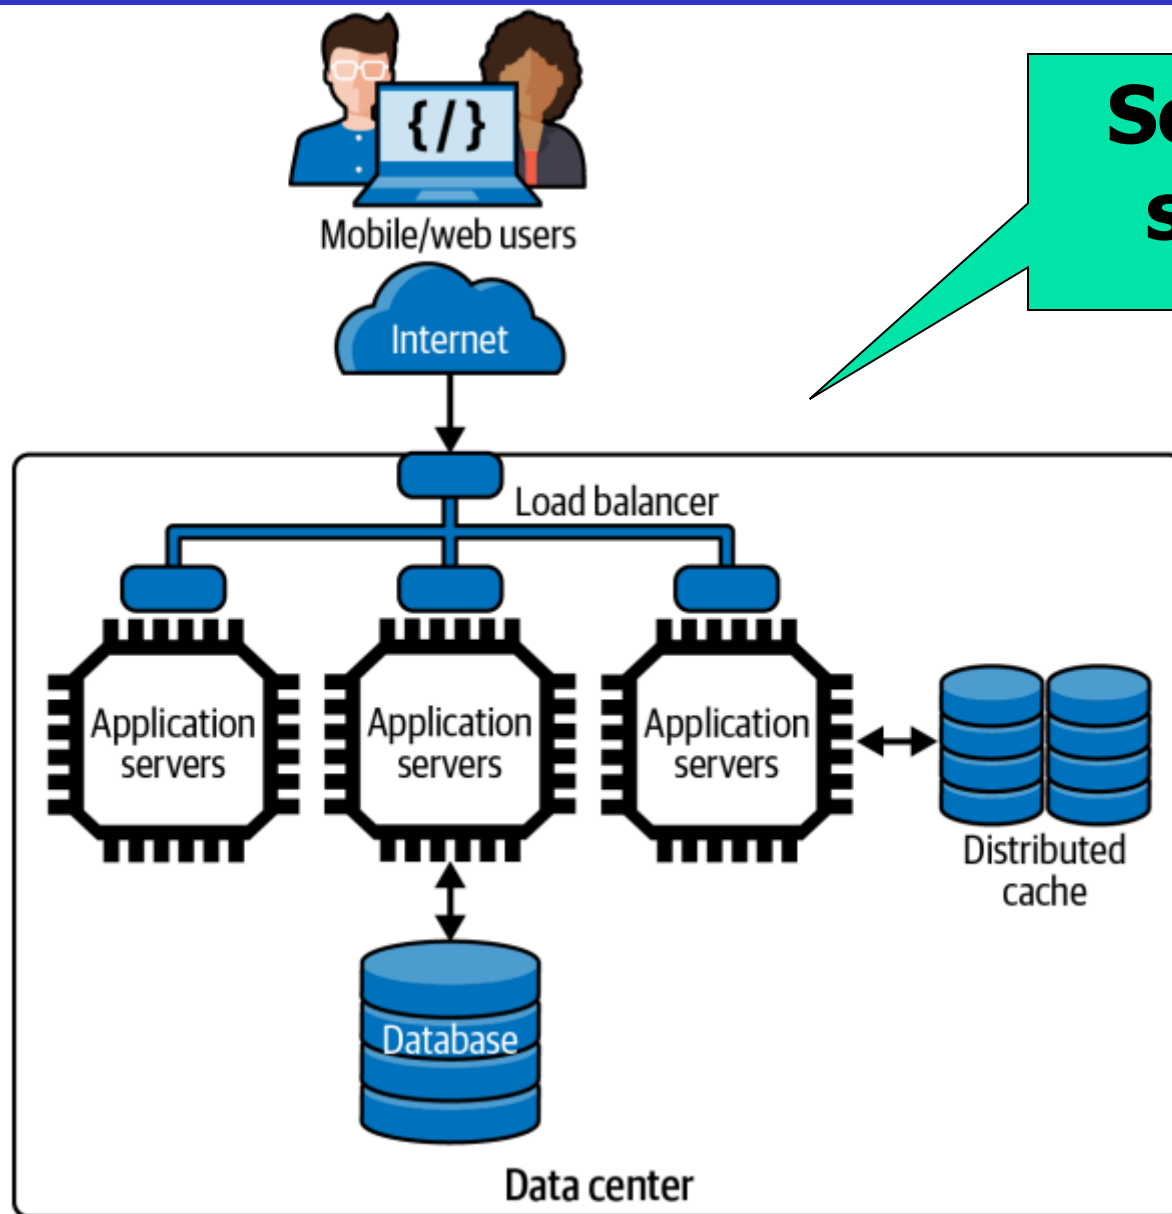 {/}
Mobile/web users
Internet
Load balancer
Application
servers
Application
servers
Application
servers
Distributed
cache
Database
Data center